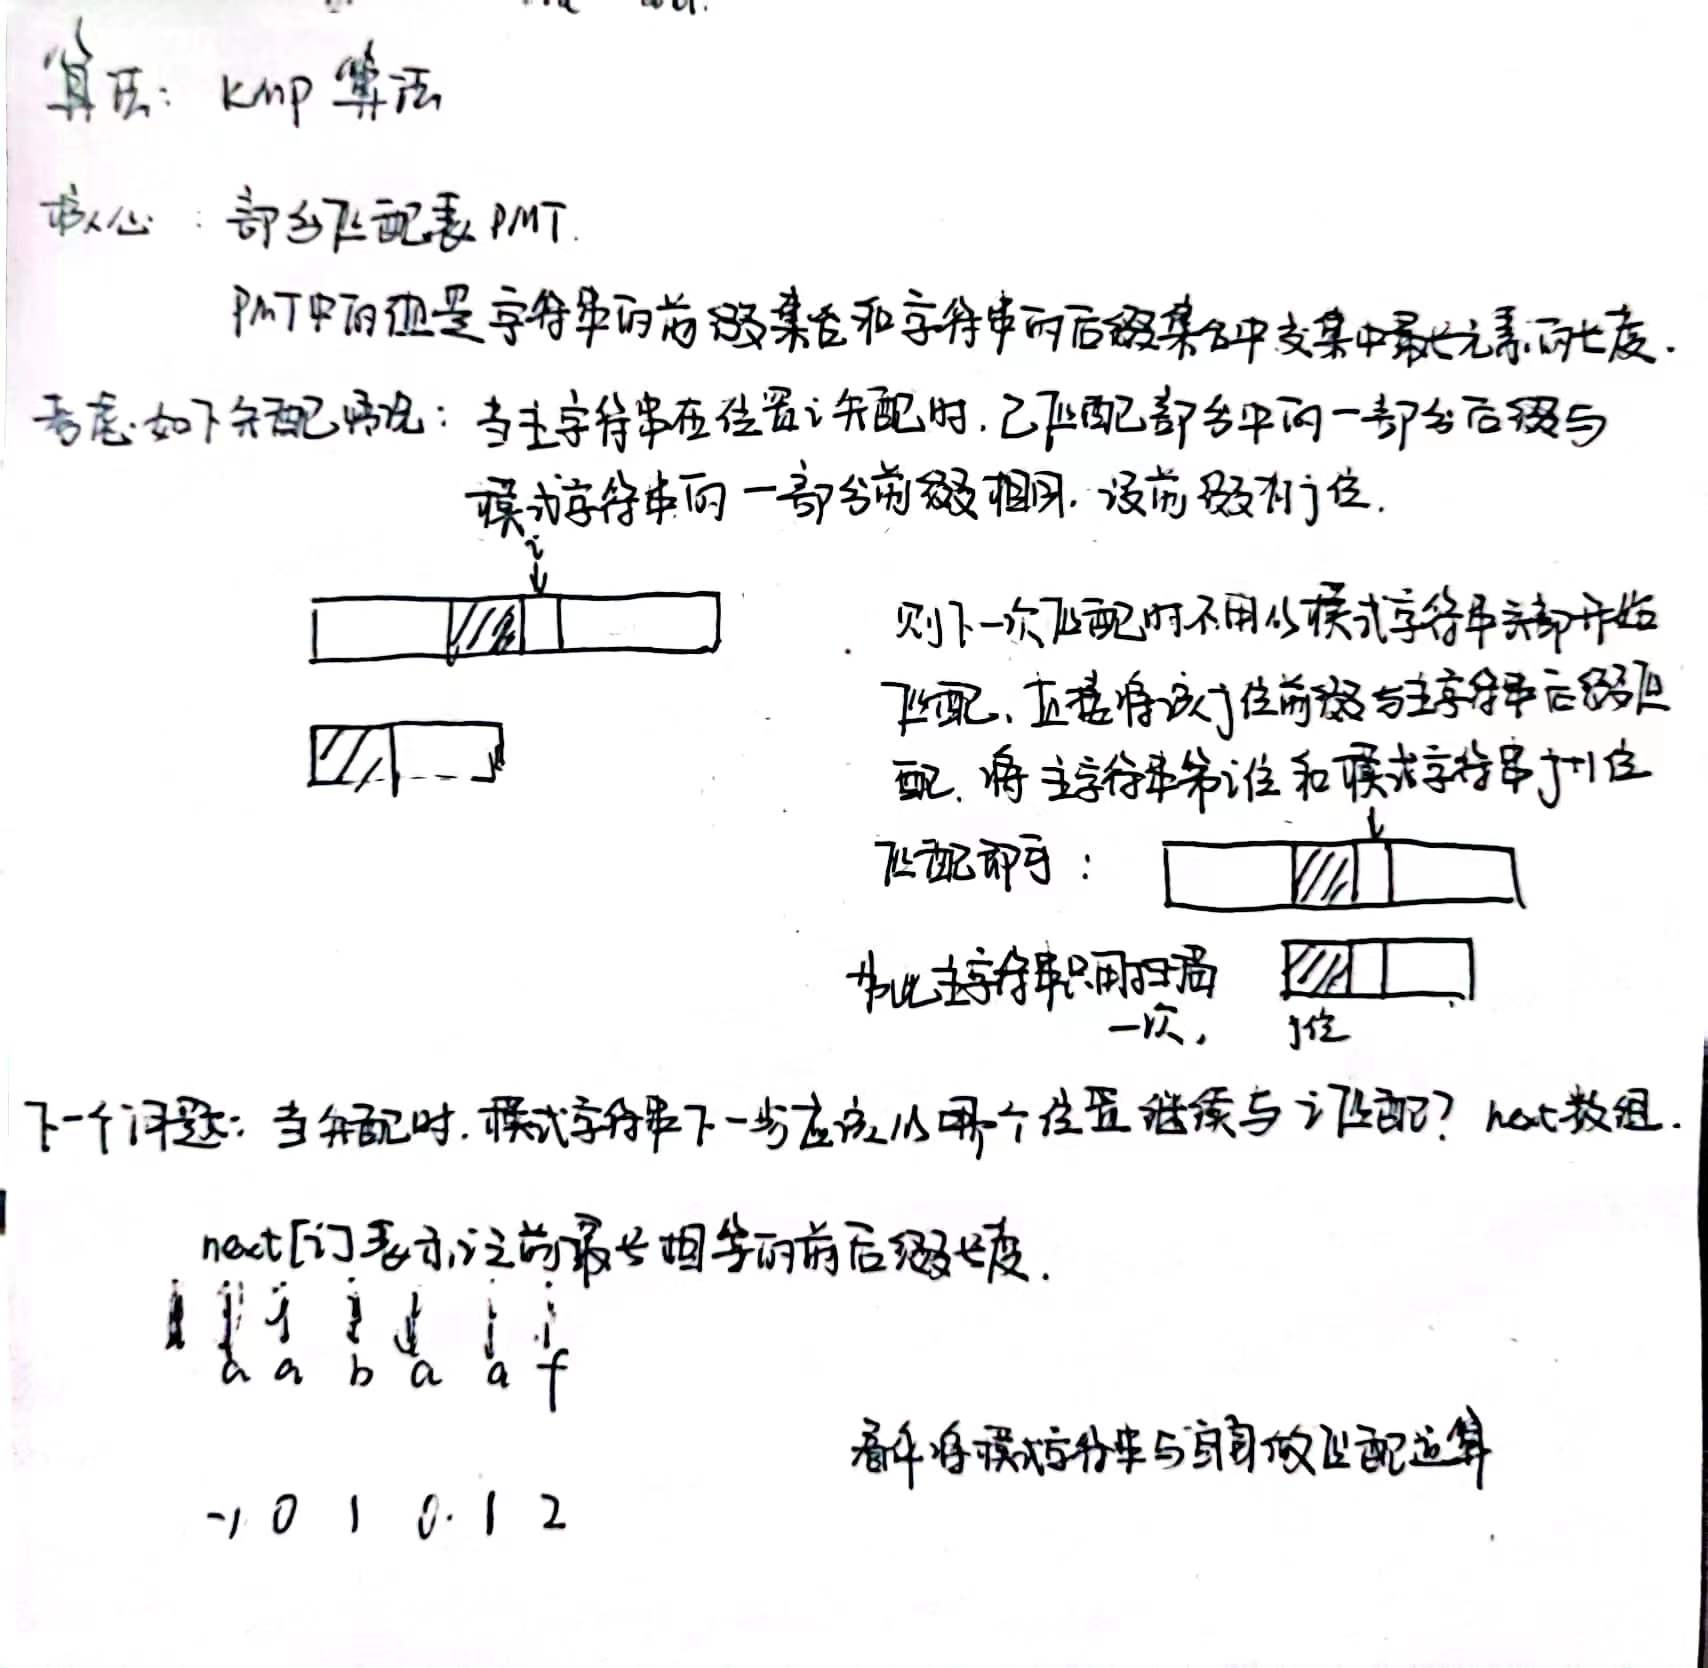 算法：KMP 算法
核心：部分匹配表 PMT.
PMT中的值是字符串的前缀集合和字符串的后缀集合中交集中最长元素的长度.
考虑如下失配情况：当主字符串在位置i失配时.已匹配部分中的一部分后缀与
模式字符串的一部分前缀相同.设前缀有j位.
i
则下一次匹配时不用从模式字符串头部开始
匹配、直接将该j位前缀与主字符串后缀匹
配.将主字符串第i位和模式字符串j+1位
匹配即可：
因此主字符串只用扫描
一次,
j位
下一个问题：当失配时.模式字符串下一步应该从哪个位置继续与i匹配？next数组.
next[i]表示i之前最长相等的前后缀长度.
a a b a a f
看作将模式字符串与自身做匹配运算
-1 0 1 0. 1 2